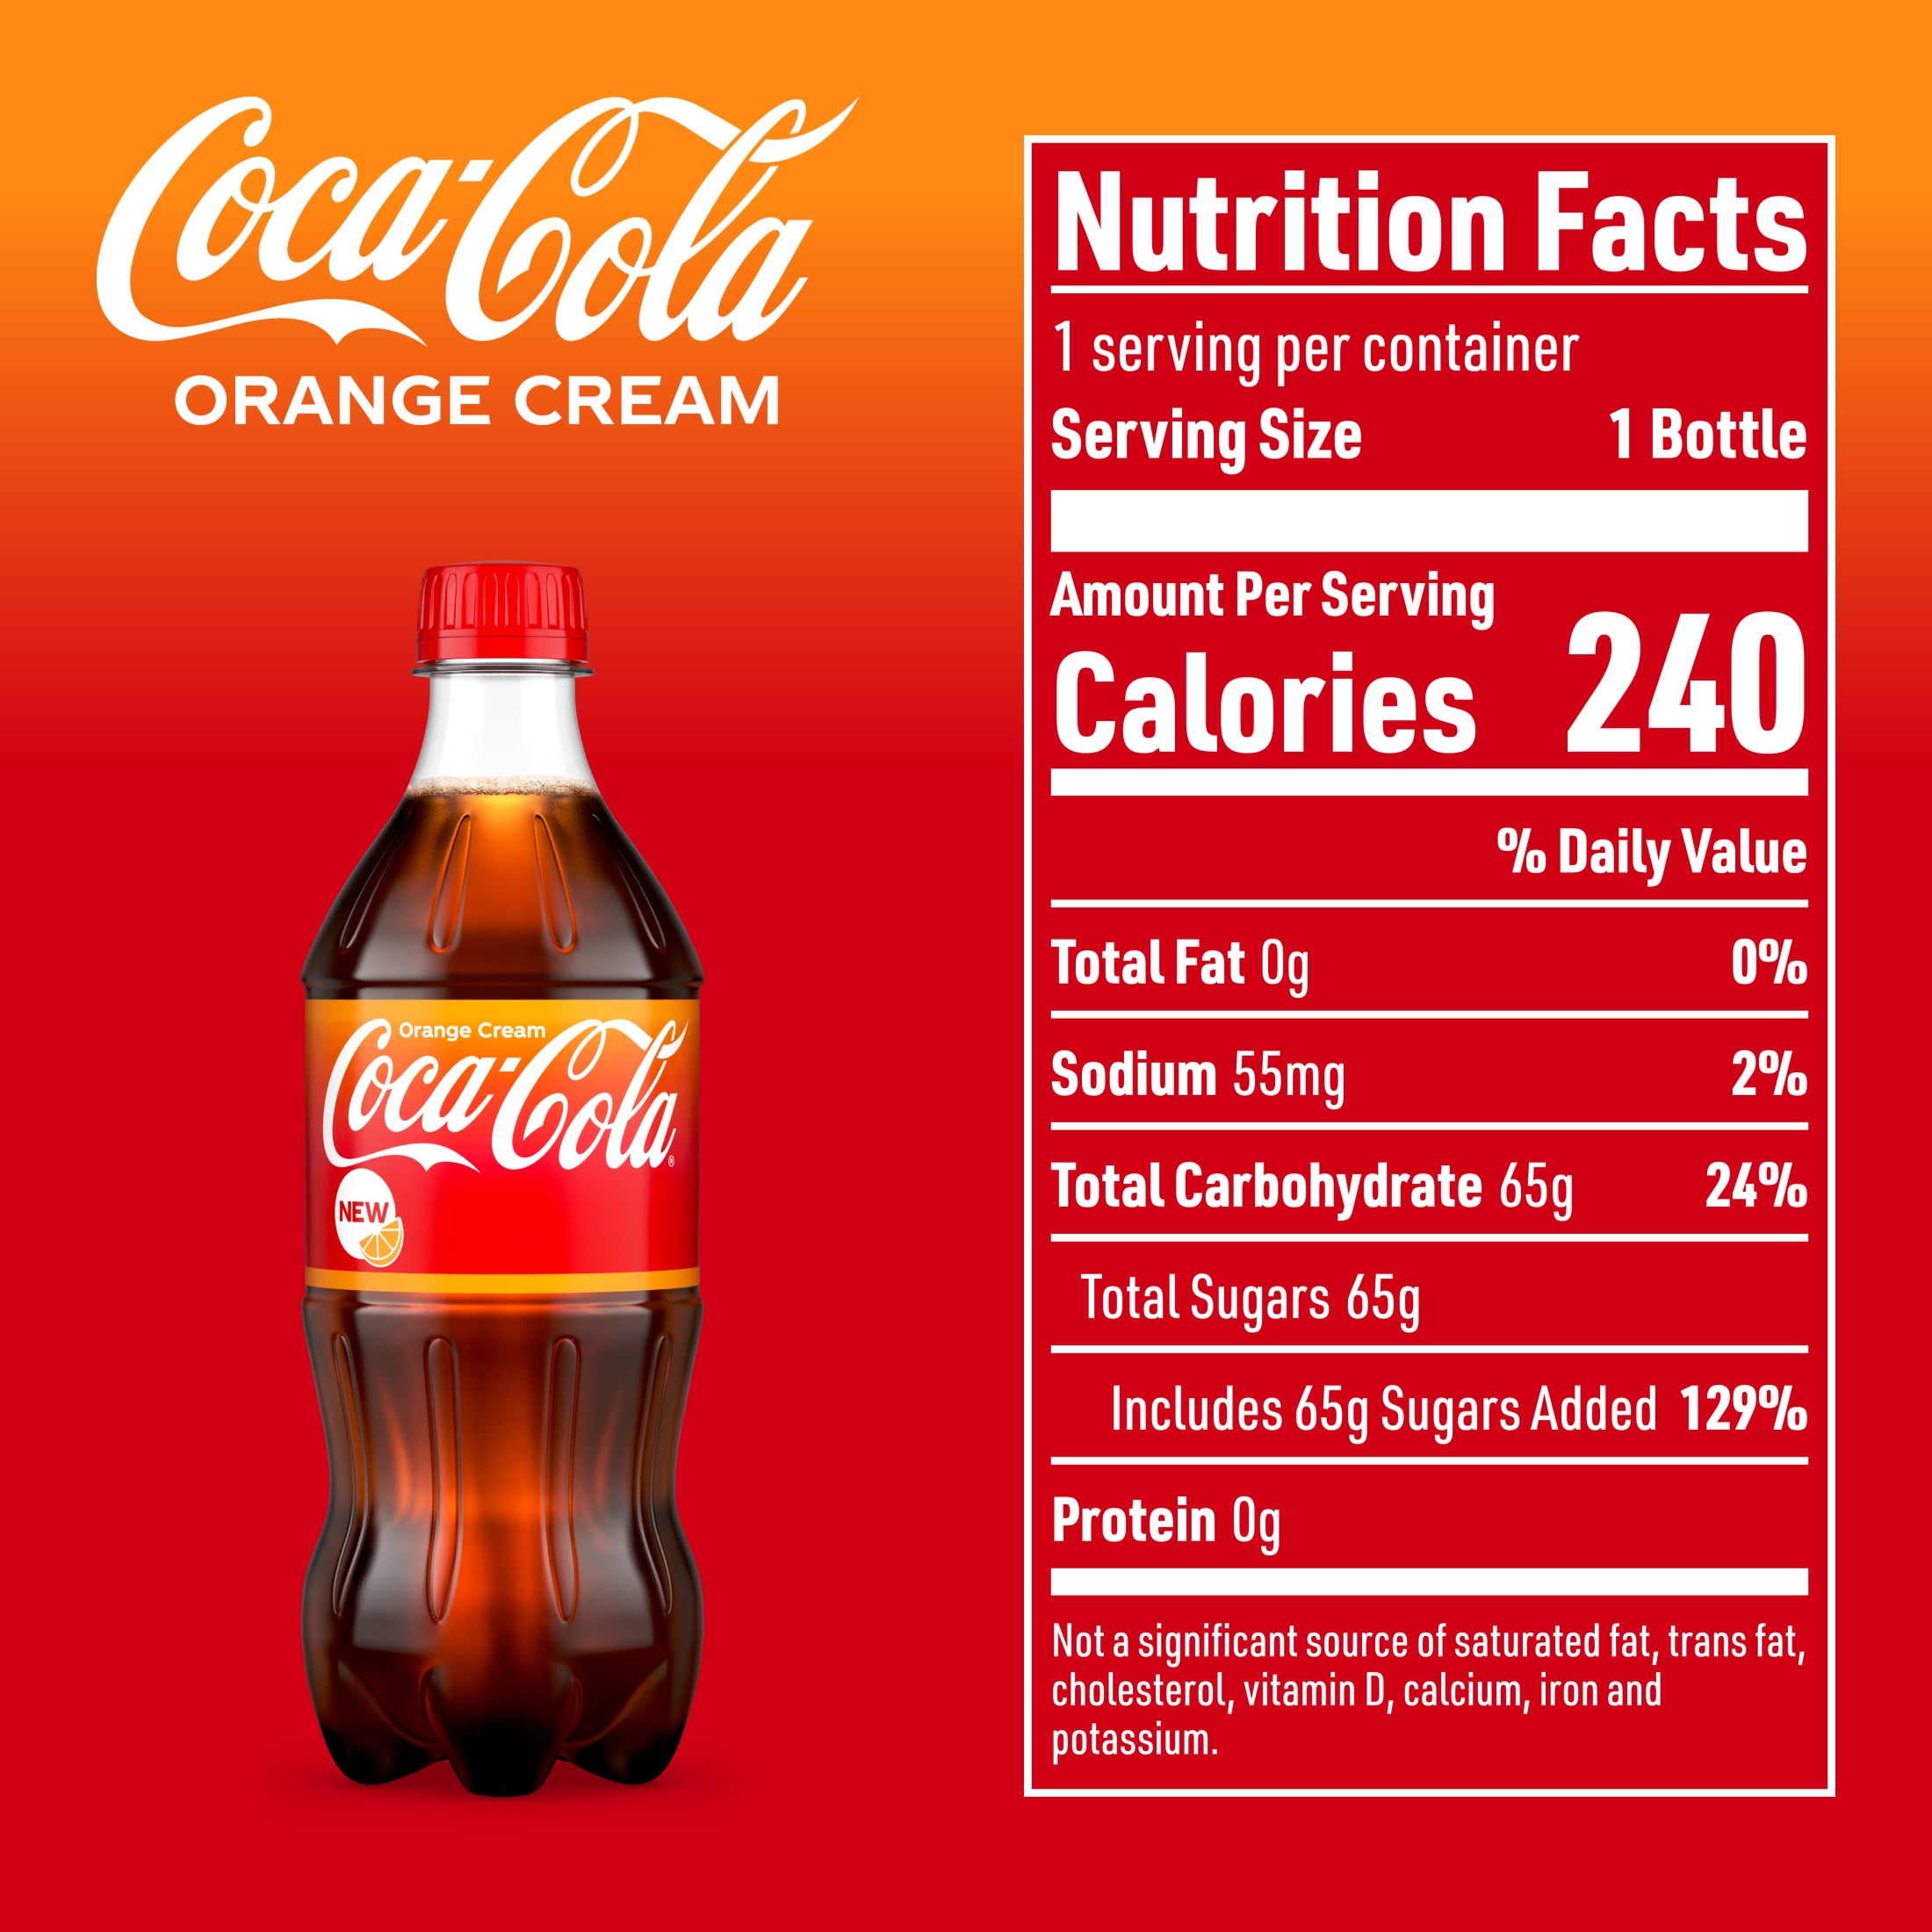 Coca-Cola
ORANGE CREAM
Orange Cream
Coca-Cola®
NEW
Nutrition Facts
1 serving per container
Serving Size 1 Bottle
Amount Per Serving
Calories 240
% Daily Value
Total Fat 0g 0%
Sodium 55mg 2%
Total Carbohydrate 65g 24%
Total Sugars 65g
Includes 65g Sugars Added 129%
Protein 0g
Not a significant source of saturated fat, trans fat,
cholesterol, vitamin D, calcium, iron and
potassium.